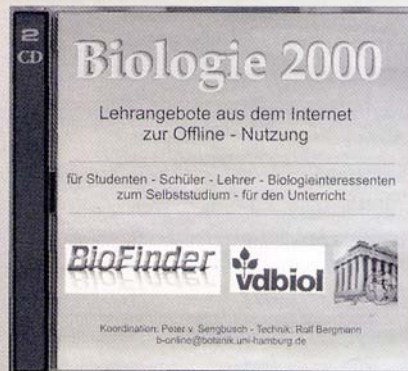 2
CD
Biologie 2000
Lehrangebote aus dem Internet
zur Offline - Nutzung
für Studenten - Schüler - Lehrer - Biologieinteressenten
zum Selbststudium - für den Unterricht
BioFinder
vdbiol
Koordination: Peter v. Sengbusch - Technik: Rolf Bergmann
b-online@botanik.uni-hamburg.de